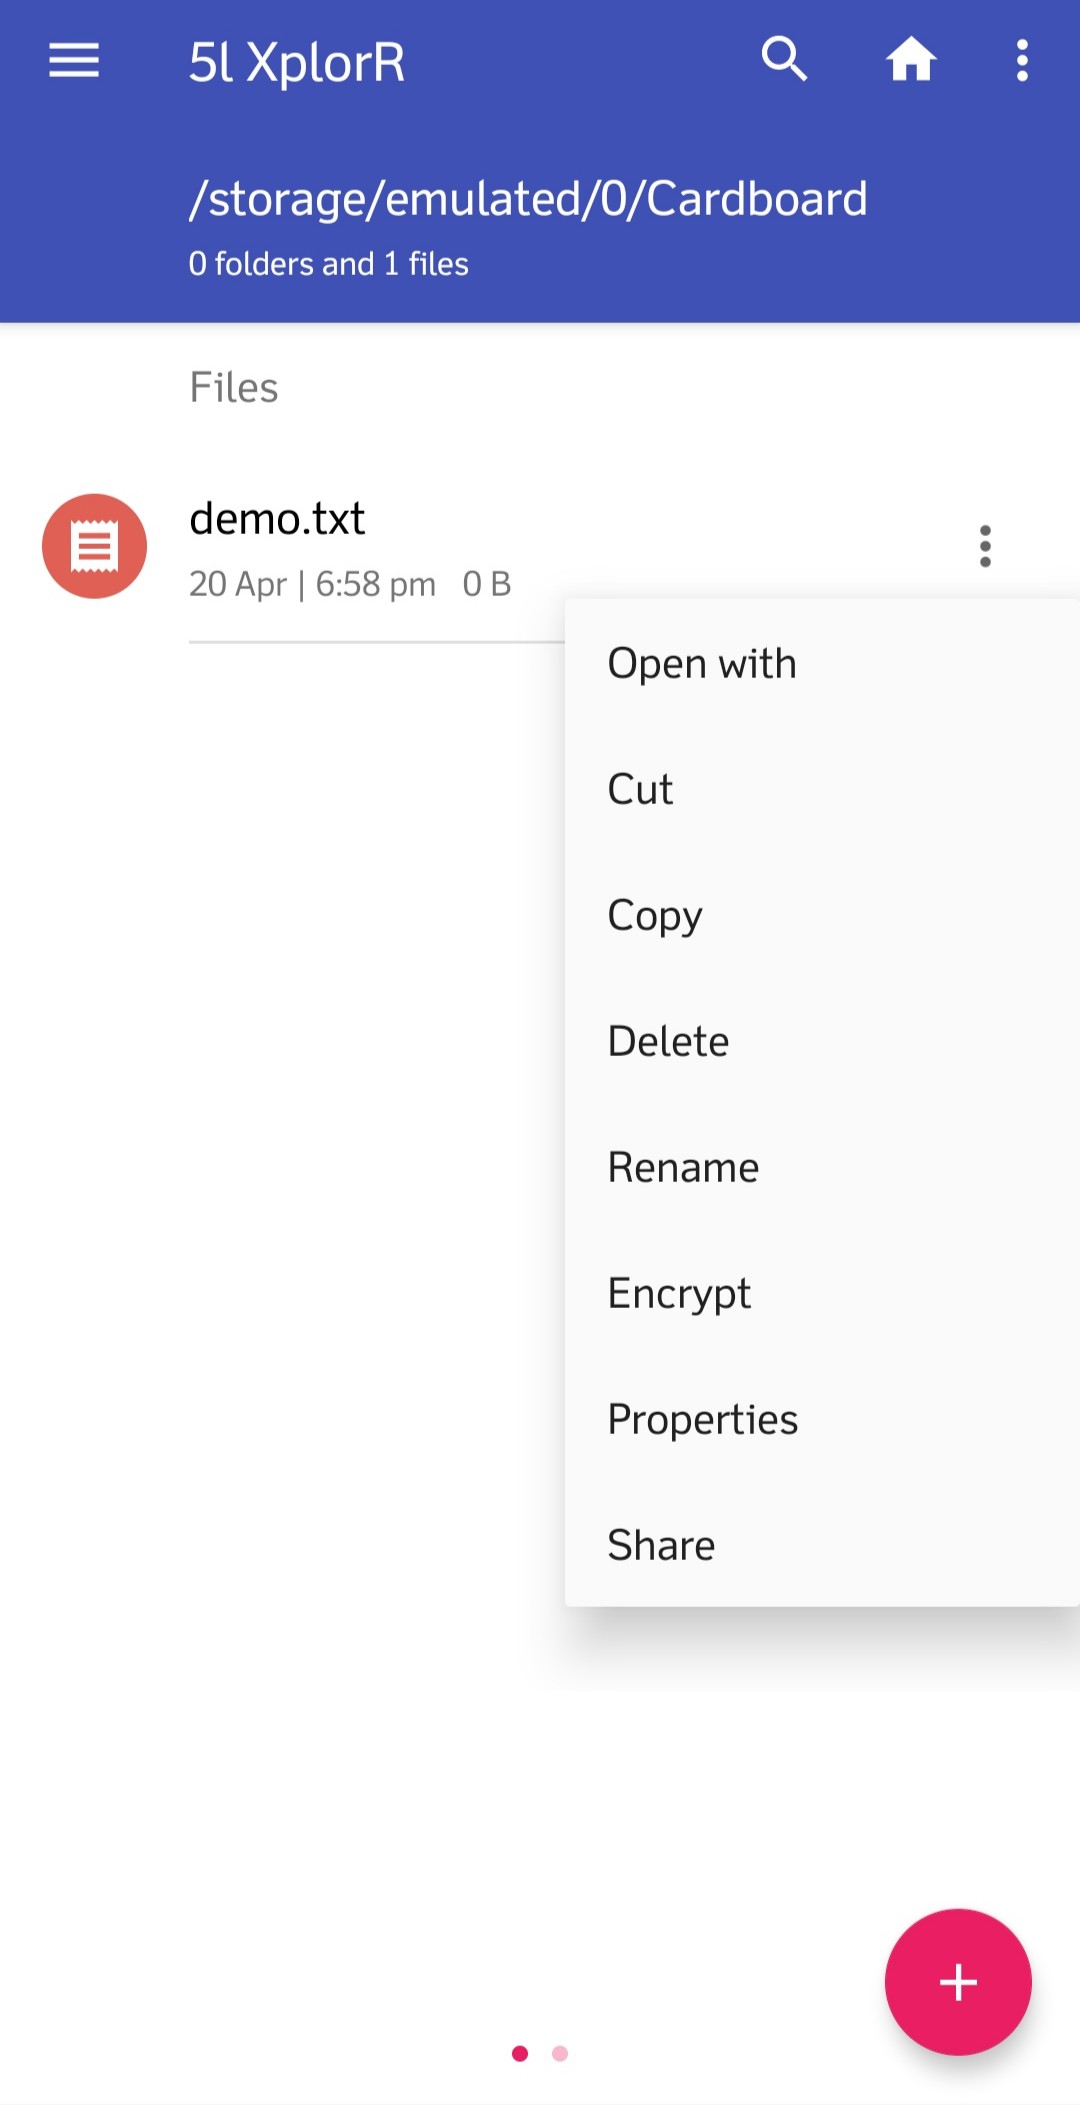 5l XplorR
/storage/emulated/0/Cardboard
0 folders and 1 files
Files
demo.txt
20 Apr | 6:58 pm 0 B
Open with
Cut
Copy
Delete
Rename
Encrypt
Properties
Share